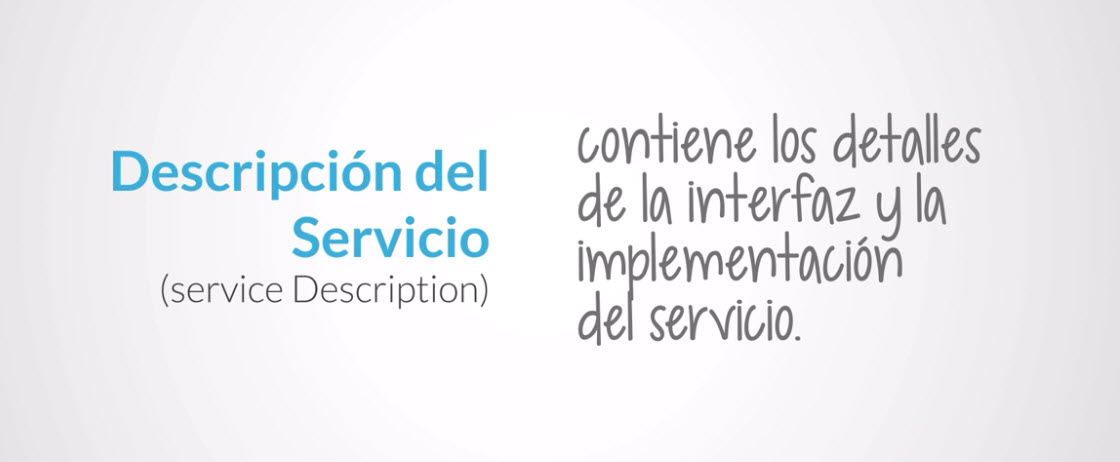 Descripción del
Servicio
(service Description)
contiene los detalles
de la interfaz y la
implementación
del servicio.